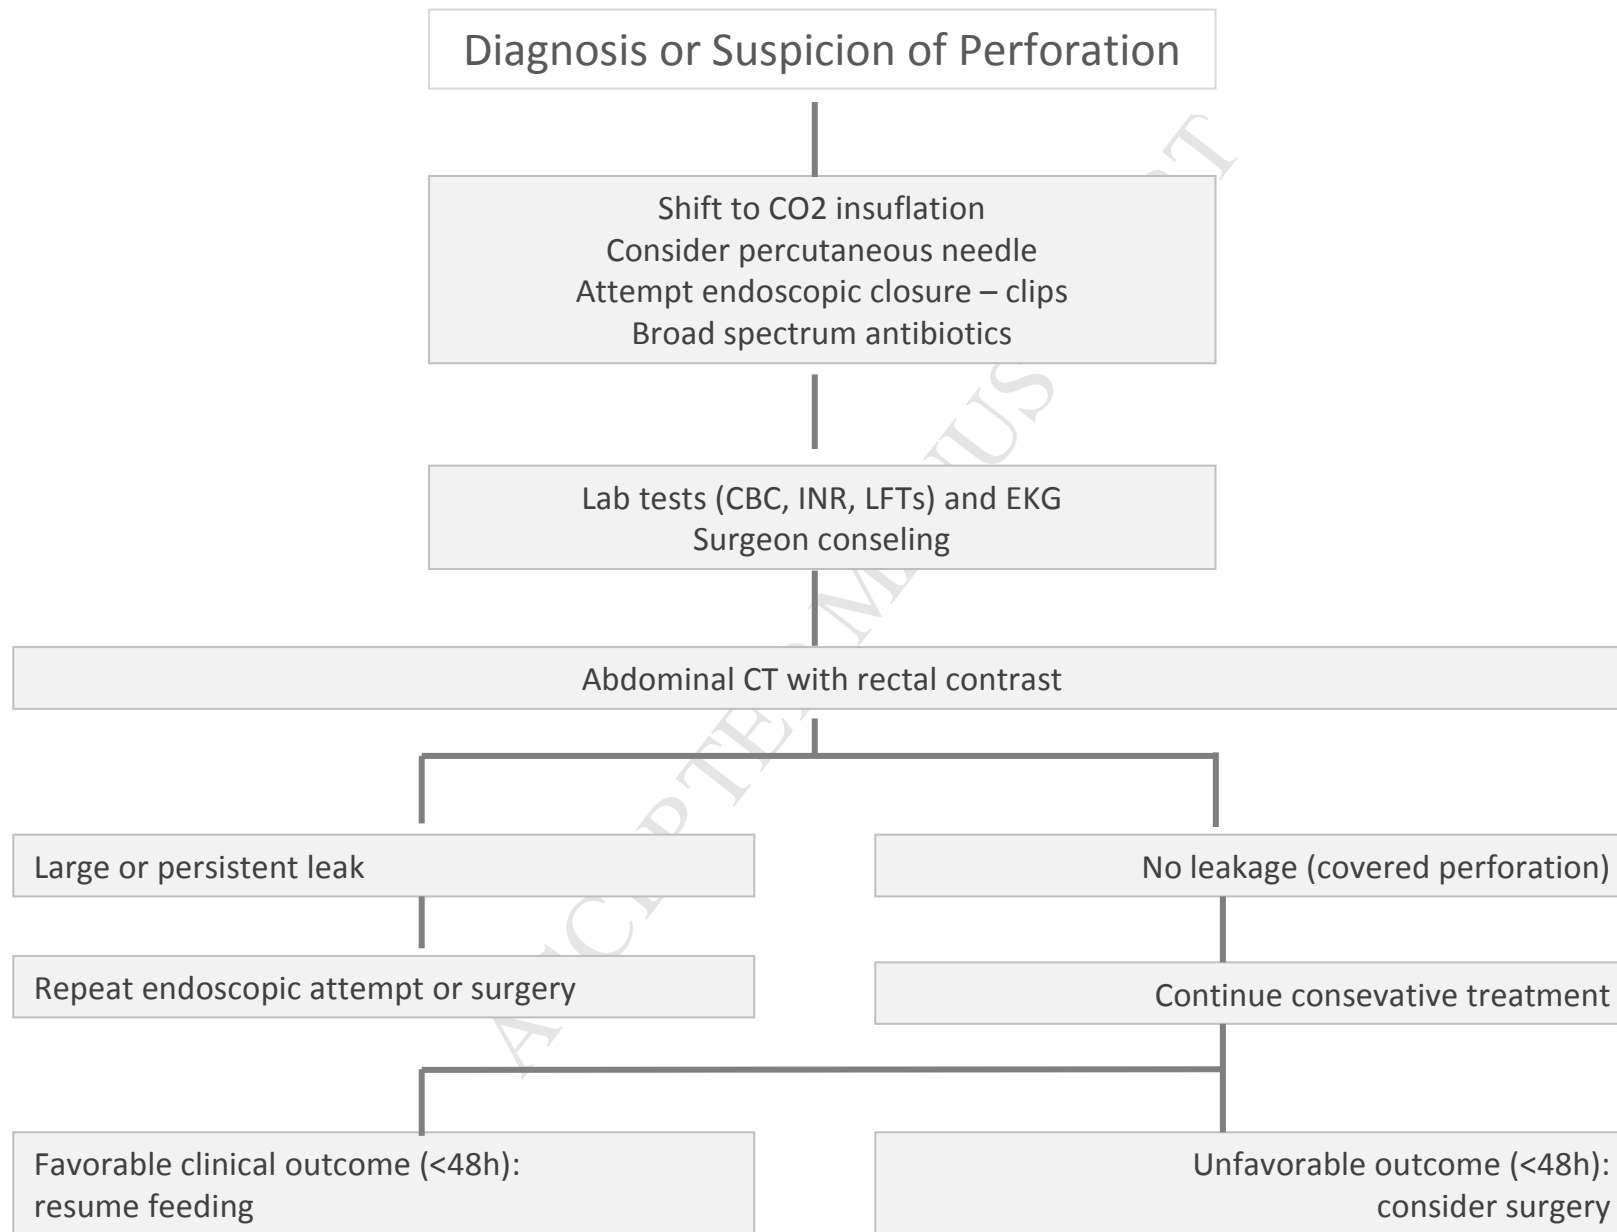 Diagnosis or Suspicion of Perforation
Shift to CO2 insuflation
Consider percutaneous needle
Attempt endoscopic closure – clips
Broad spectrum antibiotics
Lab tests (CBC, INR, LFTs) and EKG
Surgeon conseling
Abdominal CT with rectal contrast
Large or persistent leak
No leakage (covered perforation)
Repeat endoscopic attempt or surgery
Continue consevative treatment
Favorable clinical outcome (<48h):
resume feeding
Unfavorable outcome (<48h):
consider surgery